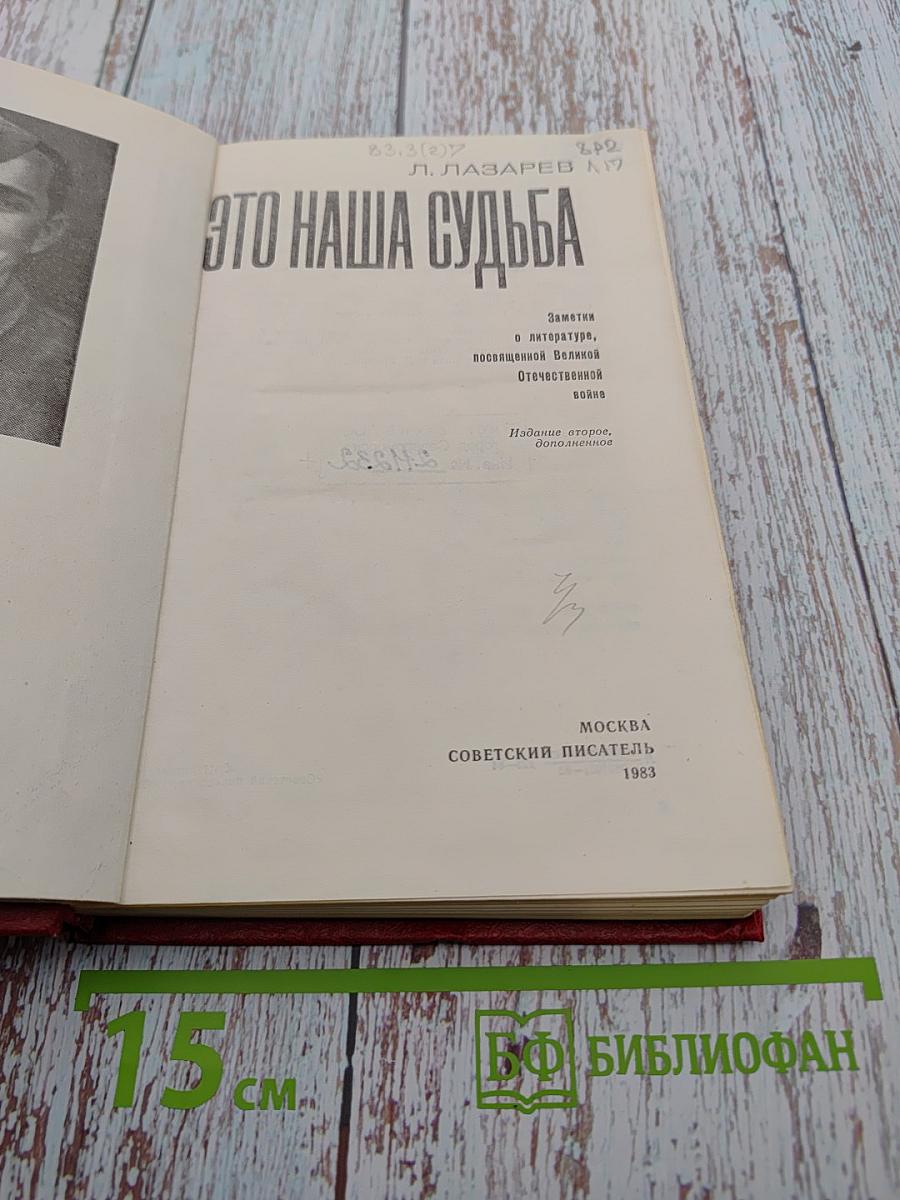 83.3(2)7
8р2
Л. ЛАЗАРЕВ Л17
ЭТО НАША СУДЬБА
Заметки
о литературе,
посвященной Великой
Отечественной
войне
Издание второе,
дополненное
211232
МОСКВА
СОВЕТСКИЙ ПИСАТЕЛЬ
1983
15 см
БФ БИБЛИОФАН